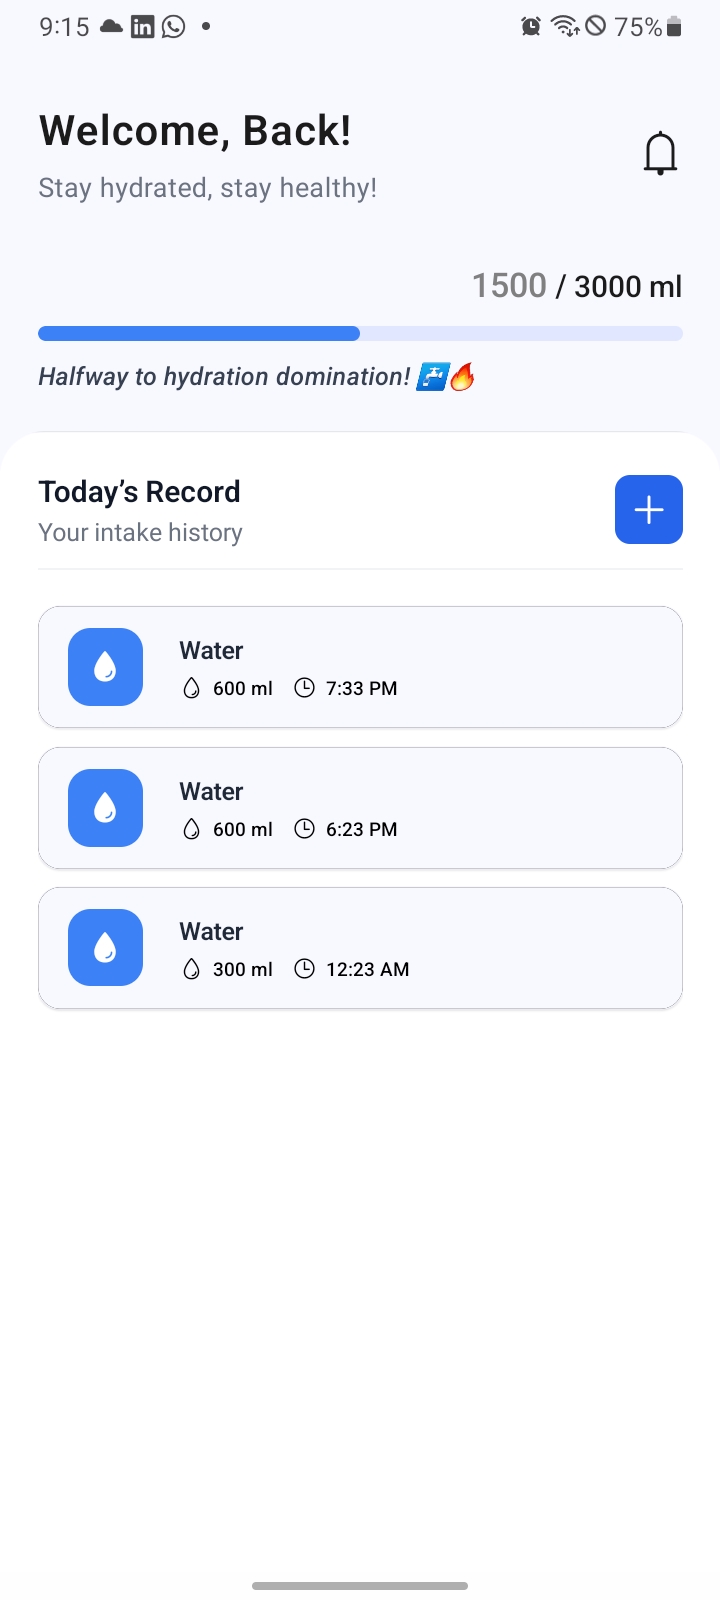 9:15 in 75%
Welcome, Back!
Stay hydrated, stay healthy!
1500 / 3000 ml
Halfway to hydration domination! 🚰🔥
Today’s Record
Your intake history
Water
600 ml 7:33 PM
Water
600 ml 6:23 PM
Water
300 ml 12:23 AM